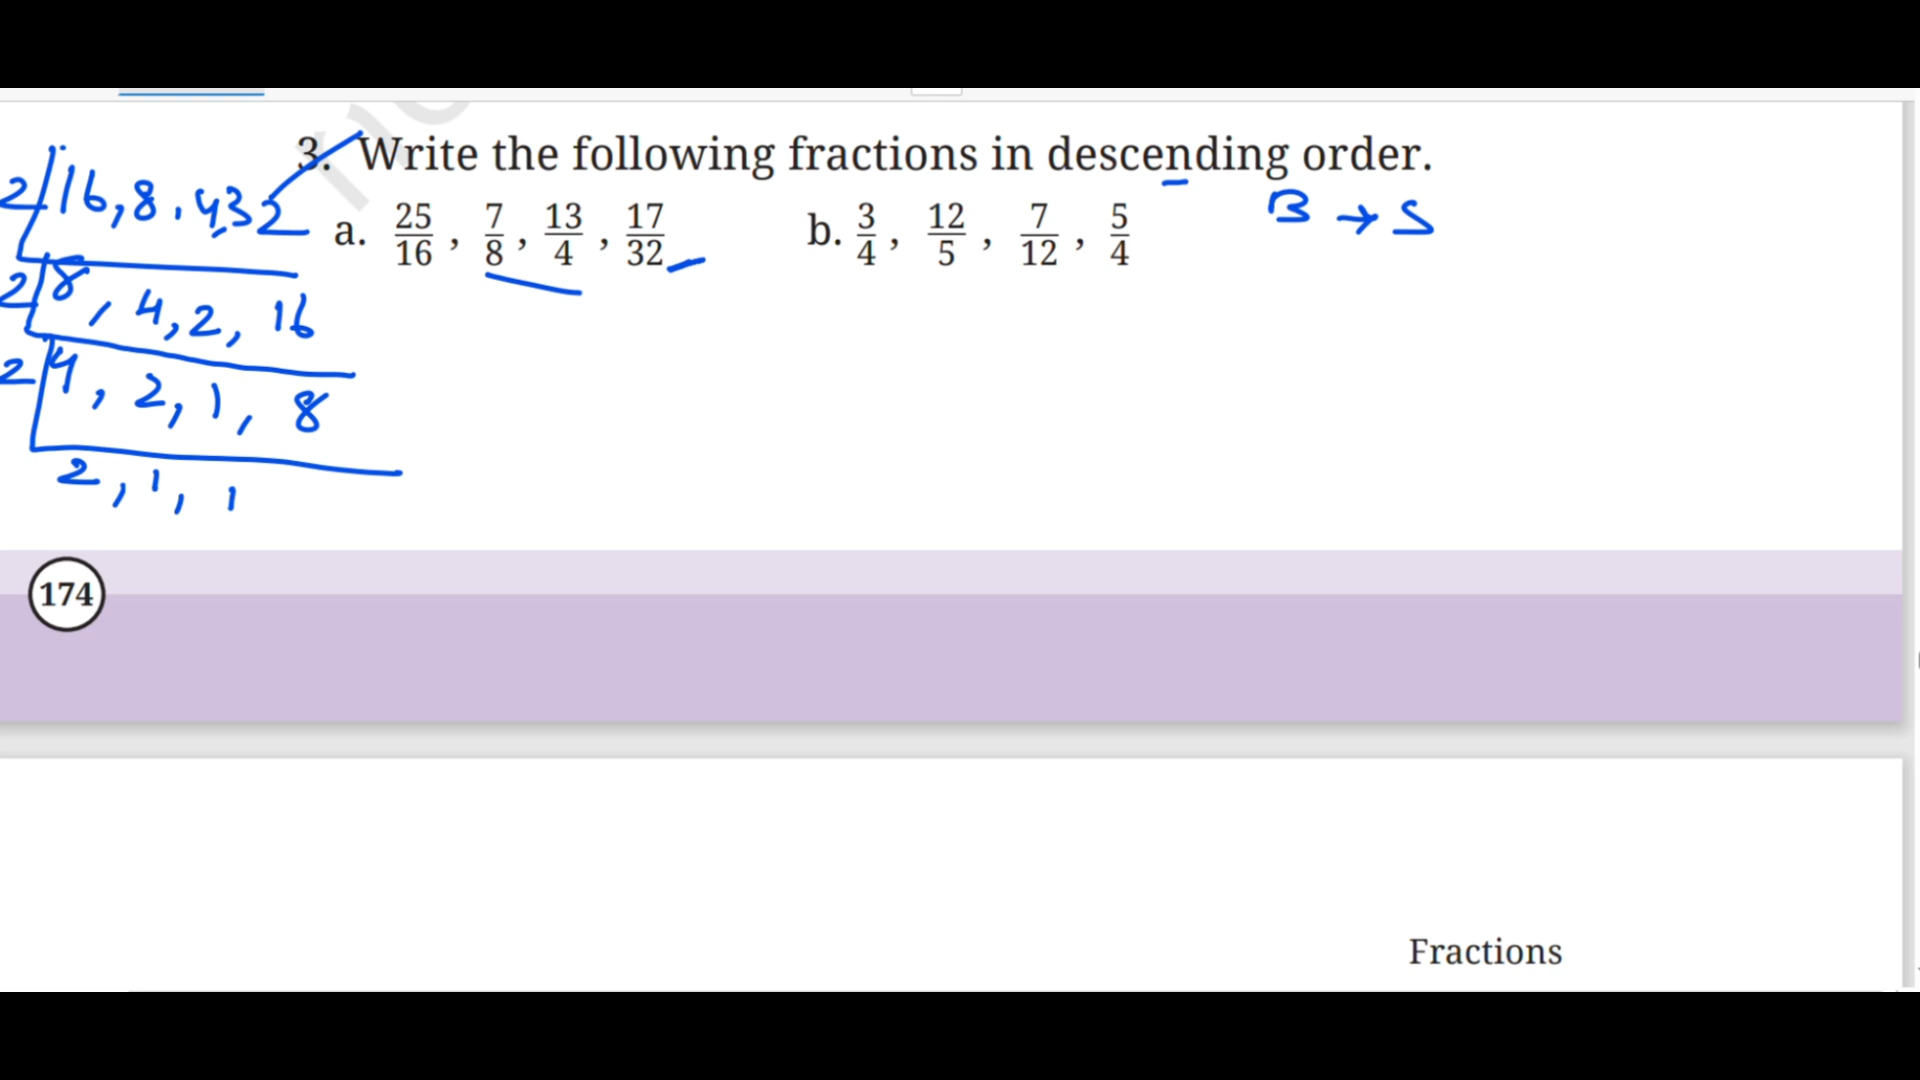 3. Write the following fractions in descending order.
B → S
a. 25/16 , 7/8 , 13/4 , 17/32 b. 3/4 , 12/5 , 7/12 , 5/4
2 16, 8, 4, 32
2 8, 4, 2, 16
2 4, 2, 1, 8
2, 1, 1
174
Fractions